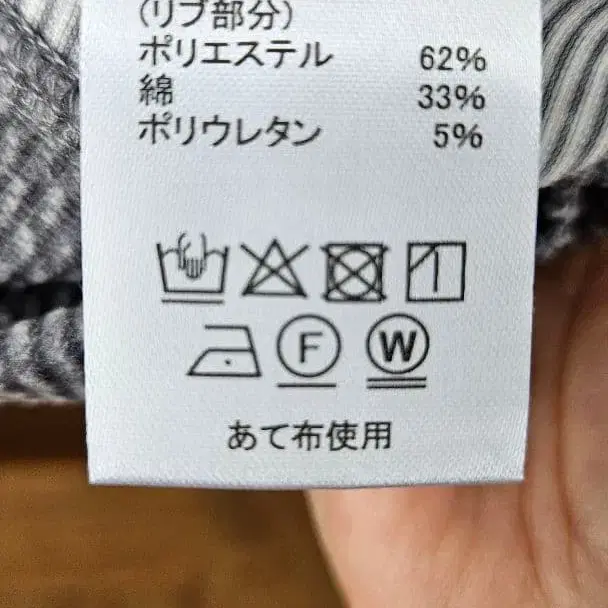 (リブ部分)
ポリエステル 62%
綿 33%
ポリウレタン 5%
F W
あて布使用